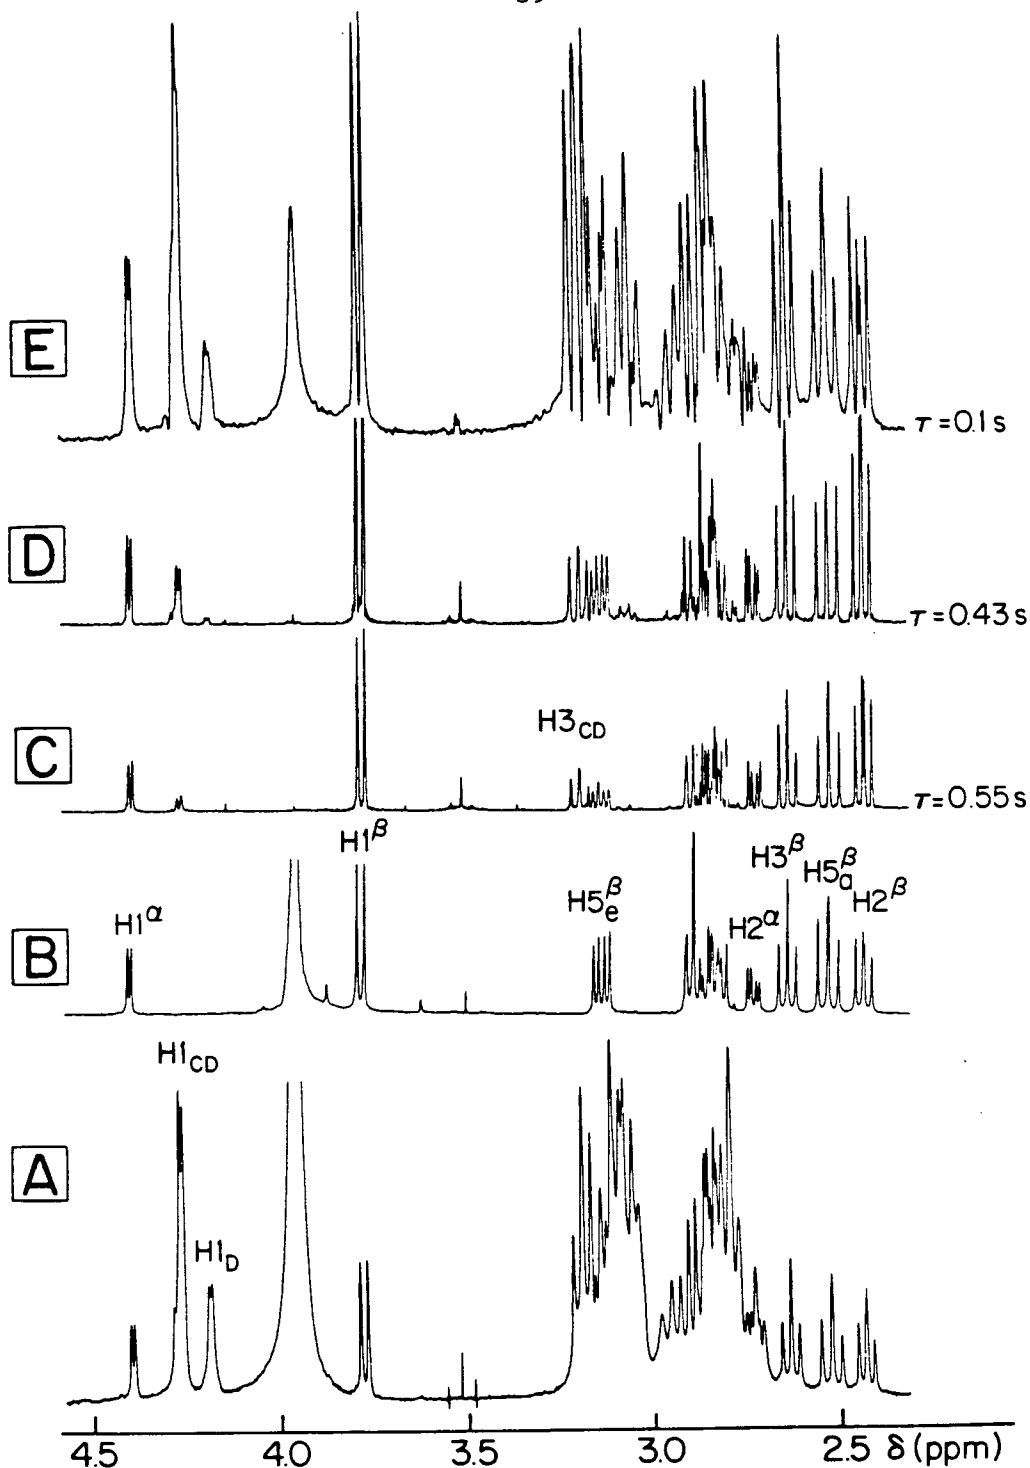 E
τ = 0.1 s
D
τ = 0.43 s
H3CD
C
τ = 0.55 s
H1β
H3β
H5aβ
H5eβ
H2β
H1α
H2α
B
H1CD
A
H1D
4.5 4.0 3.5 3.0 2.5 δ (ppm)